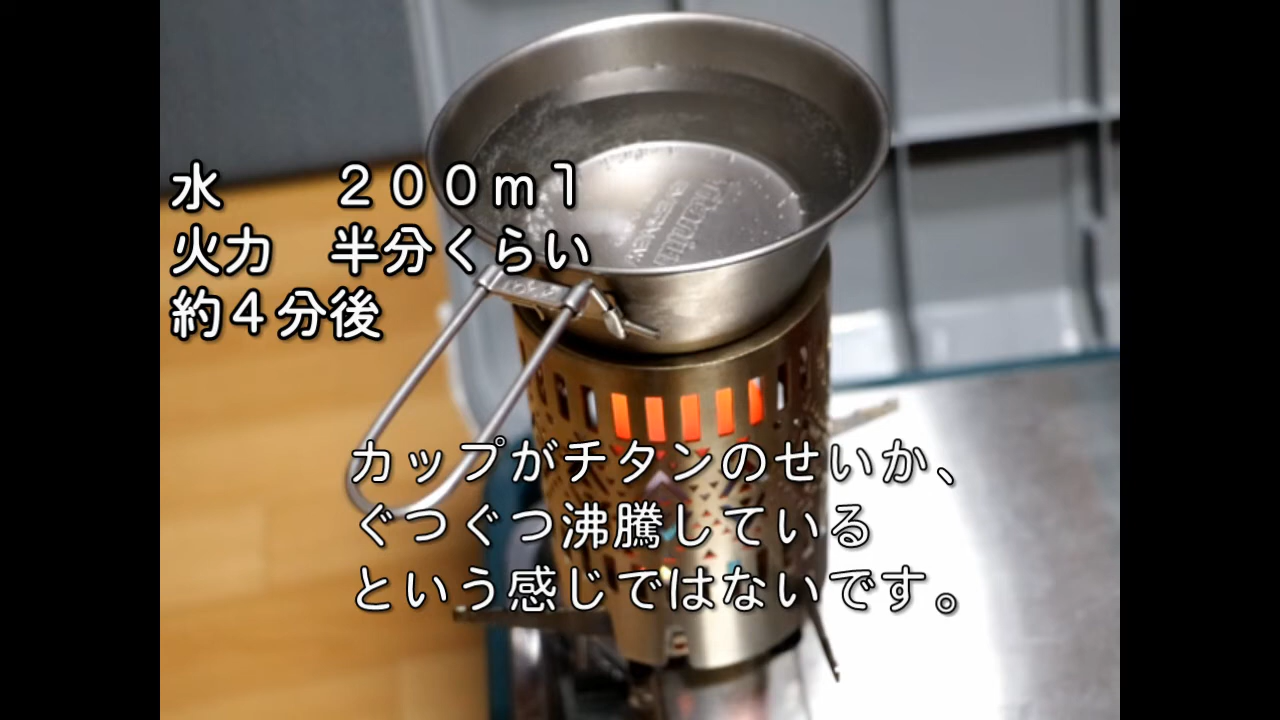 水　　２００ｍｌ
火力　半分くらい
約４分後
カップがチタンのせいか、
ぐつぐつ沸騰している
という感じではないです。